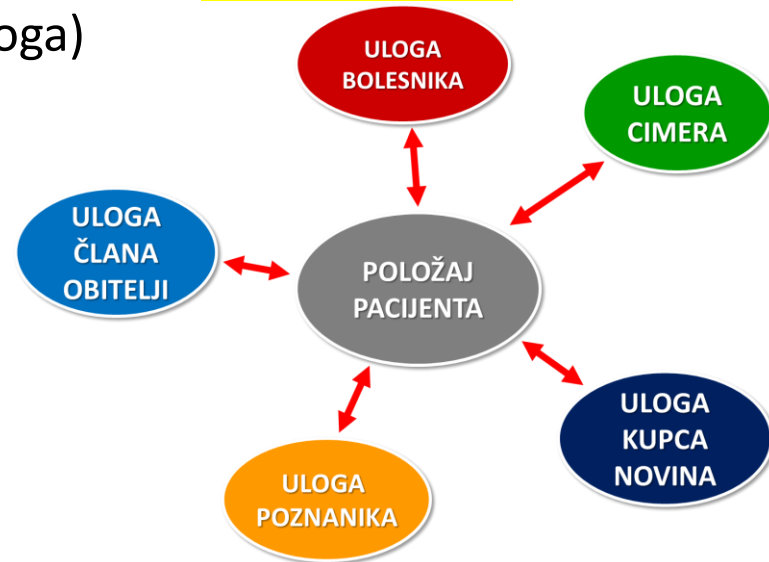 oga)
ULOGA
BOLESNIKA
ULOGA
CIMERA
ULOGA
ČLANA
OBITELJI
POLOŽAJ
PACIJENTA
ULOGA
KUPCA
NOVINA
ULOGA
POZNANIKA